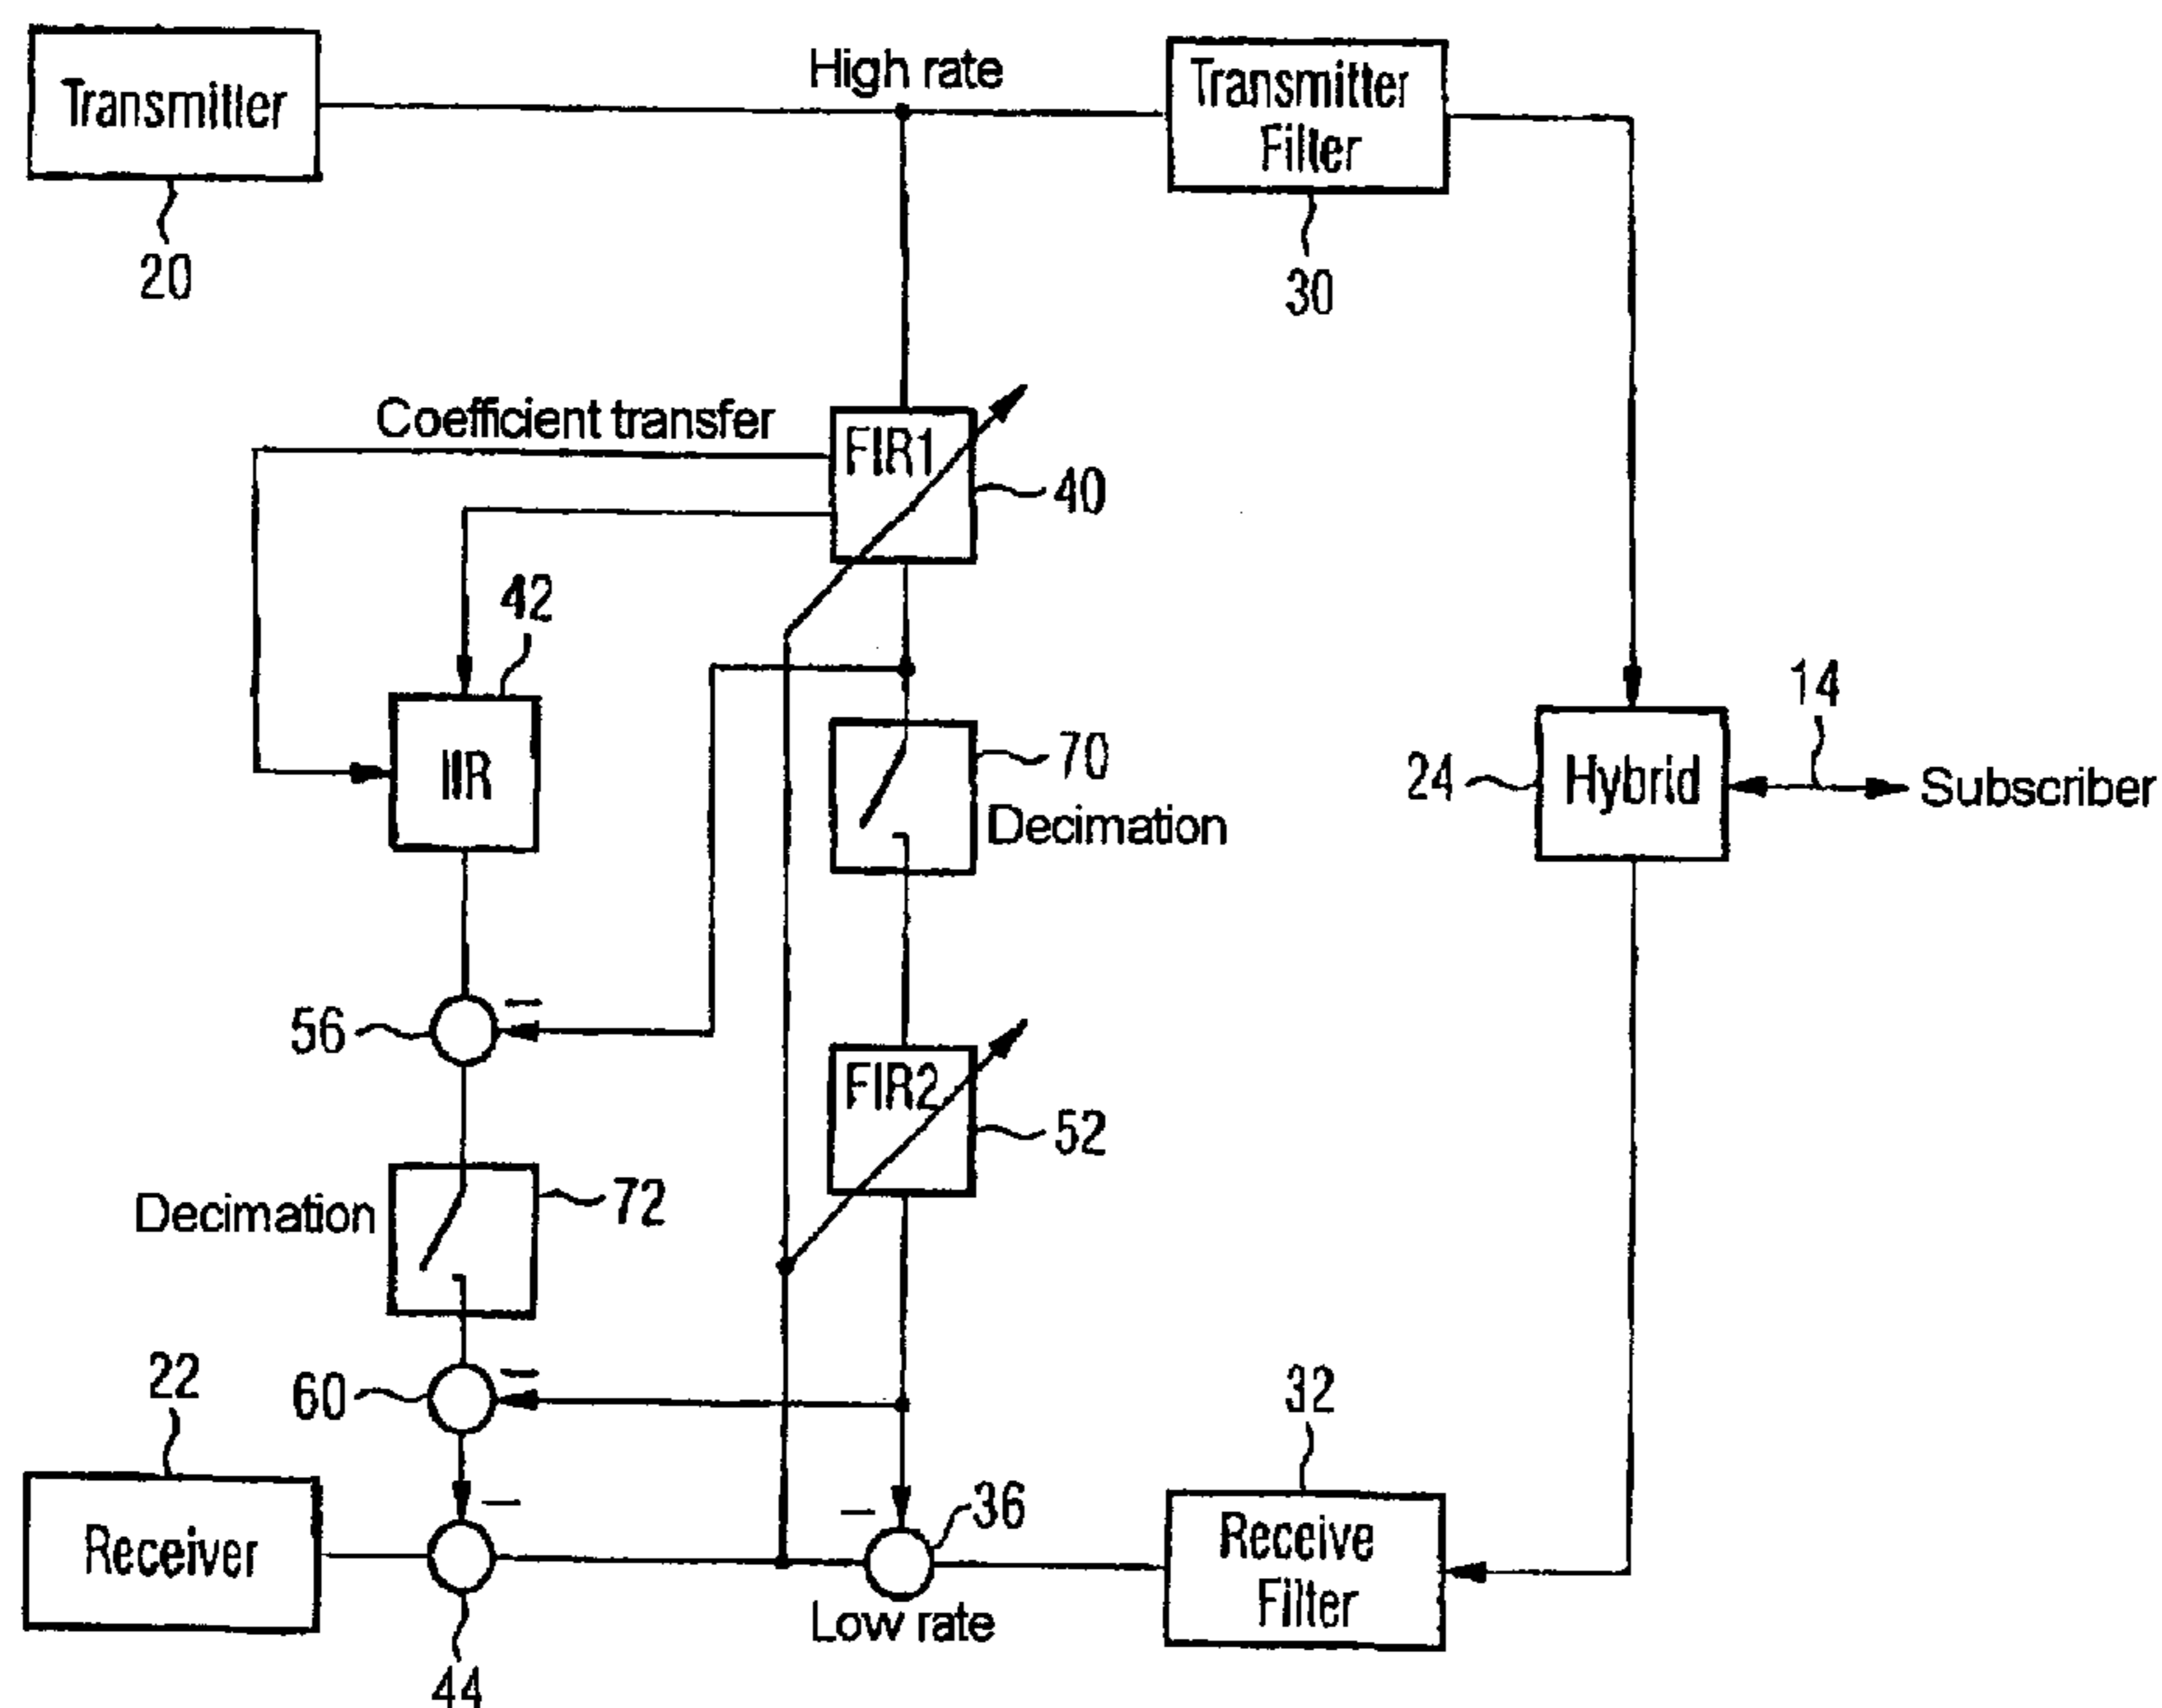 Transmitter
High rate
Transmitter
Filter
20
30
Coefficient transfer
FIR1
40
42
14
IIR
70
24
Hybrid
Subscriber
Decimation
56
FIR2
52
Decimation
72
22
60
32
36
Receiver
Receive
Filter
Low rate
44